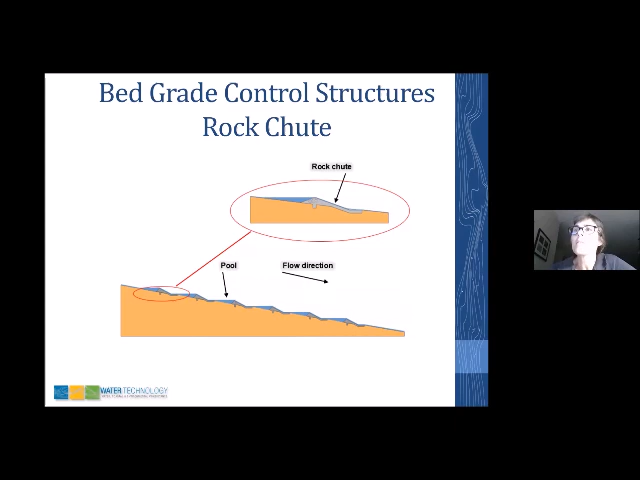 Bed Grade Control Structures
Rock Chute
Rock chute
Pool
Flow direction
WATER TECHNOLOGY